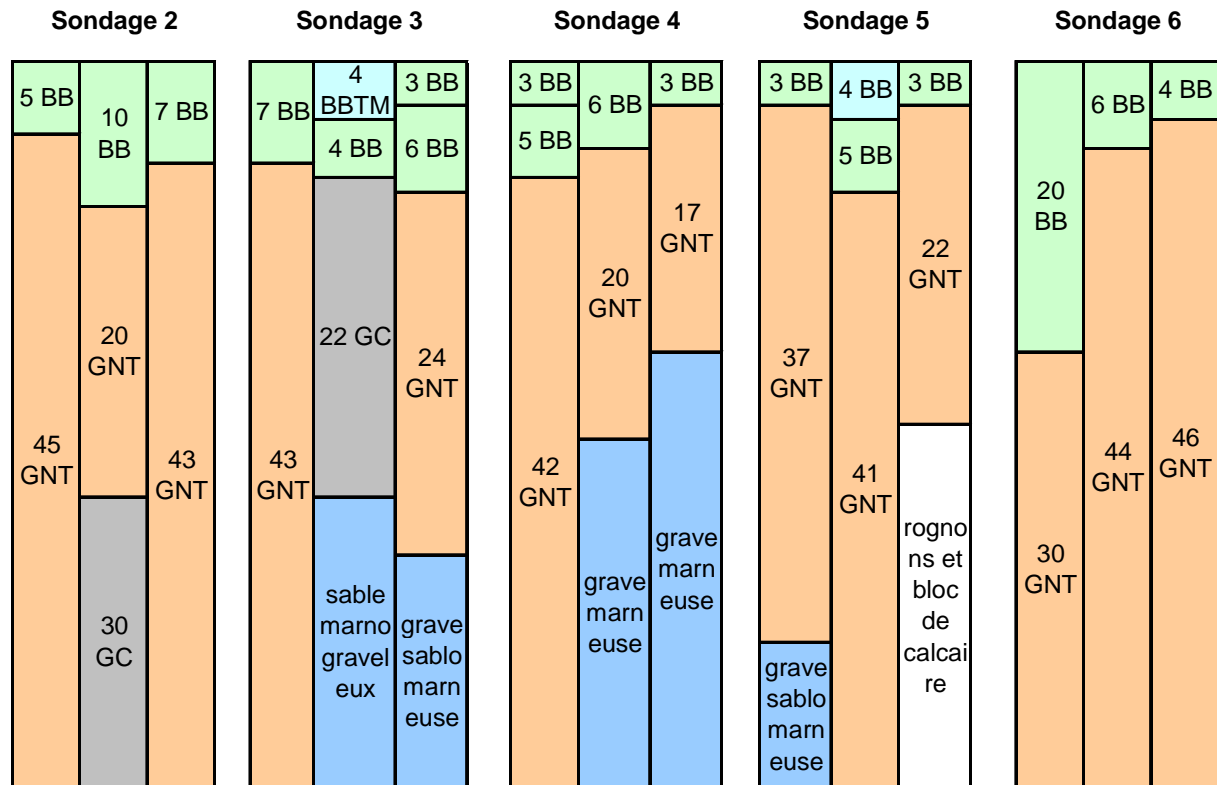 Sondage 2
Sondage 3
Sondage 4
Sondage 5
Sondage 6
5 BB
45
GNT
10
BB
20
GNT
30
GC
7 BB
43
GNT
7 BB
43
GNT
4
BBTM
4 BB
22 GC
sable
marno
gravel
eux
3 BB
6 BB
24
GNT
grave
sablo
marn
euse
3 BB
5 BB
42
GNT
6 BB
20
GNT
grave
marn
euse
3 BB
17
GNT
grave
marn
euse
3 BB
37
GNT
grave
sablo
marn
euse
4 BB
5 BB
41
GNT
3 BB
22
GNT
rogno
ns et
bloc
de
calcai
re
20
BB
30
GNT
6 BB
44
GNT
4 BB
46
GNT